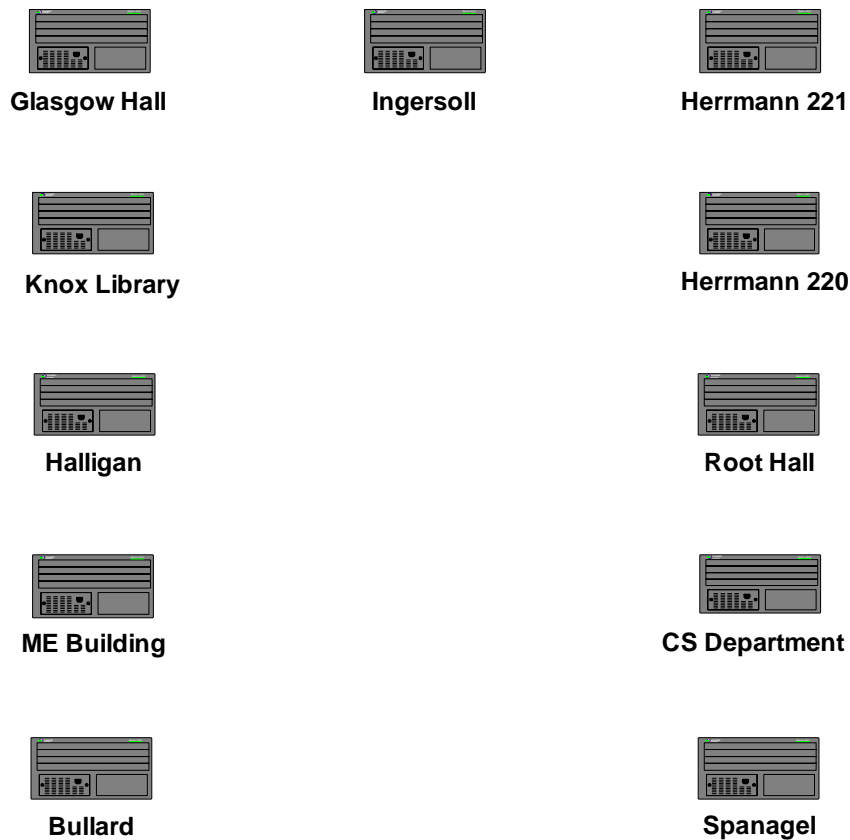 Glasgow Hall
Ingersoll
Herrmann 221
Knox Library
Herrmann 220
Halligan
Root Hall
ME Building
CS Department
Bullard
Spanagel